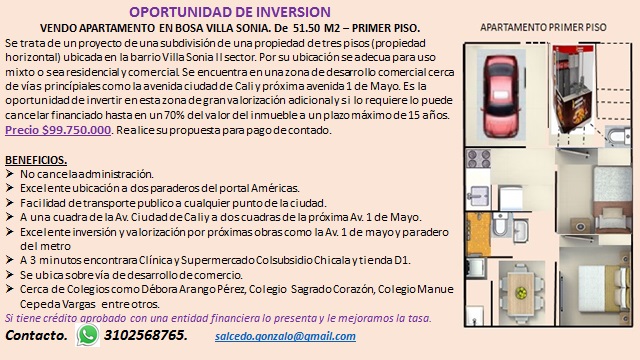 OPORTUNIDAD DE INVERSION
VENDO APARTAMENTO EN BOSA VILLA SONIA. De 51.50 M2 – PRIMER PISO.
APARTAMENTO PRIMER PISO
Se trata de un proyecto de una subdivisión de una propiedad de tres pisos (propiedad
horizontal) ubicada en la barrio Villa Sonia II sector. Por su ubicación se adecua para uso
mixto o sea residencial y comercial. Se encuentra en una zona de desarrollo comercial cerca
de vías principiales como la avenida ciudad de Cali y próxima avenida 1 de Mayo. Es la
oportunidad de invertir en esta zona de gran valorización adicional y si lo requiere lo puede
cancelar financiado hasta en un 70% del valor del inmueble a un plazo máximo de 15 años.
Precio $99.750.000. Realice su propuesta para pago de contado.
BENEFICIOS.
➤ No cancela administración.
➤ Excelente ubicación a dos paraderos del portal Américas.
➤ Facilidad de transporte publico a cualquier punto de la ciudad.
➤ A una cuadra de la Av. Ciudad de Cali y a dos cuadras de la próxima Av. 1 de Mayo.
➤ Excelente inversión y valorización por próximas obras como la Av. 1 de mayo y paradero
del metro
➤ A 3 minutos encontrara Clínica y Supermercado Colsubsidio Chicala y tienda D1.
➤ Se ubica sobre vía de desarrollo de comercio.
➤ Cerca de Colegios como Débora Arango Pérez, Colegio Sagrado Corazón, Colegio Manue
Cepeda Vargas entre otros.
Si tiene crédito aprobado con una entidad financiera lo presenta y le mejoramos la tasa.
Contacto. 3102568765. salcedo.gonzalo@gmail.com